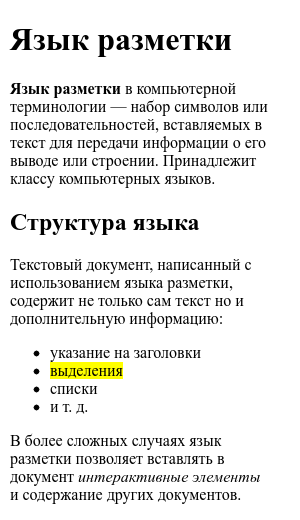 Язык разметки
Язык разметки в компьютерной
терминологии — набор символов или
последовательностей, вставляемых в
текст для передачи информации о его
выводе или строении. Принадлежит
классу компьютерных языков.
Структура языка
Текстовый документ, написанный с
использованием языка разметки,
содержит не только сам текст но и
дополнительную информацию:
• указание на заголовки
• выделения
• списки
• и т. д.
В более сложных случаях язык
разметки позволяет вставлять в
документ интерактивные элементы
и содержание других документов.